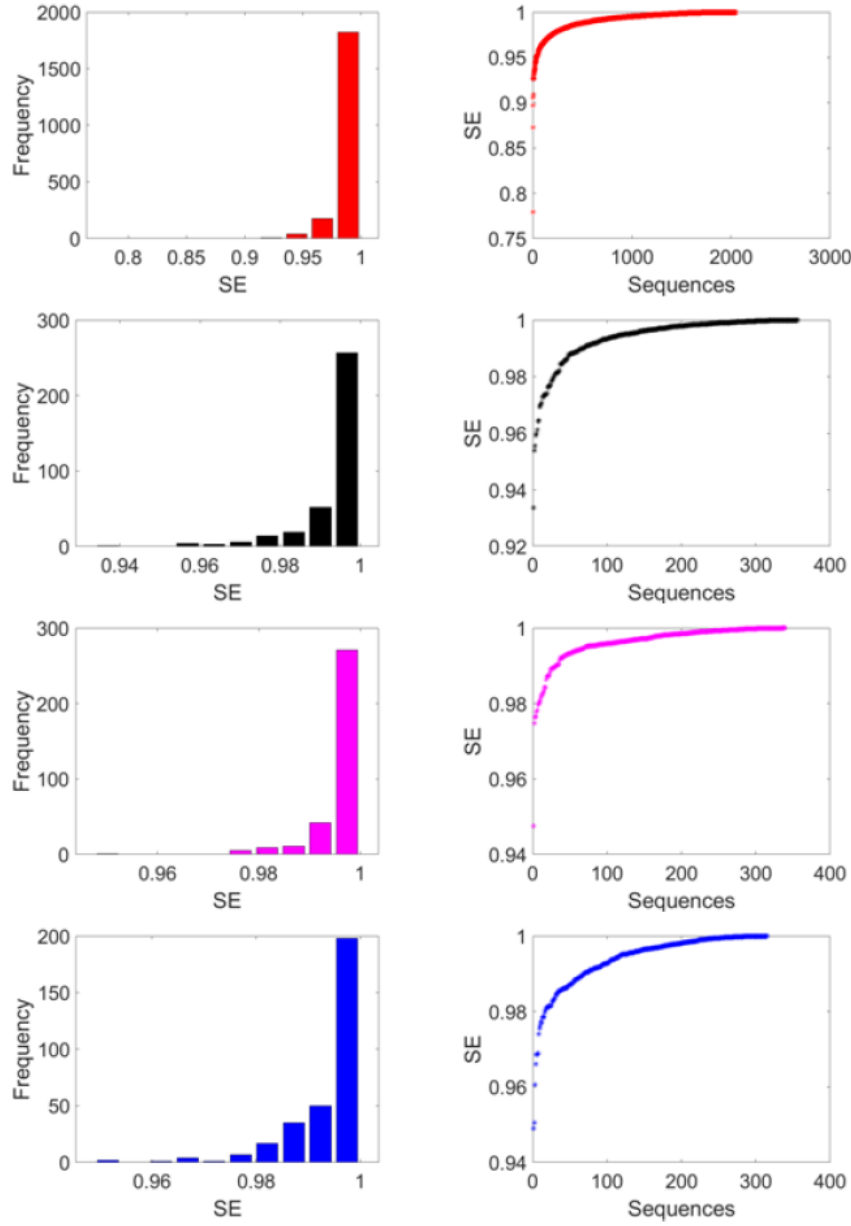 2000
1500
1000
500
0
Frequency
0.8 0.85 0.9 0.95 1
SE
1
0.95
0.9
0.85
0.8
0.75
SE
0 1000 2000 3000
Sequences
300
200
100
0
Frequency
0.94 0.96 0.98 1
SE
1
0.98
0.96
0.94
0.92
SE
0 100 200 300 400
Sequences
300
200
100
0
Frequency
0.96 0.98 1
SE
1
0.98
0.96
0.94
SE
0 100 200 300 400
Sequences
200
150
100
50
0
Frequency
0.96 0.98 1
SE
1
0.98
0.96
0.94
SE
0 100 200 300 400
Sequences